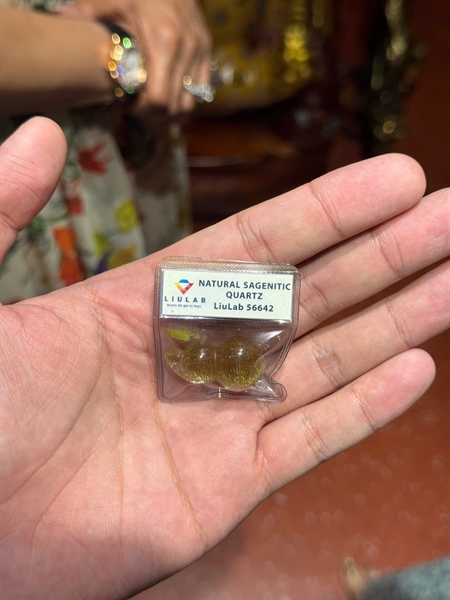 LIULAB
NATURAL SAGENITIC
QUARTZ
LiuLab 56642